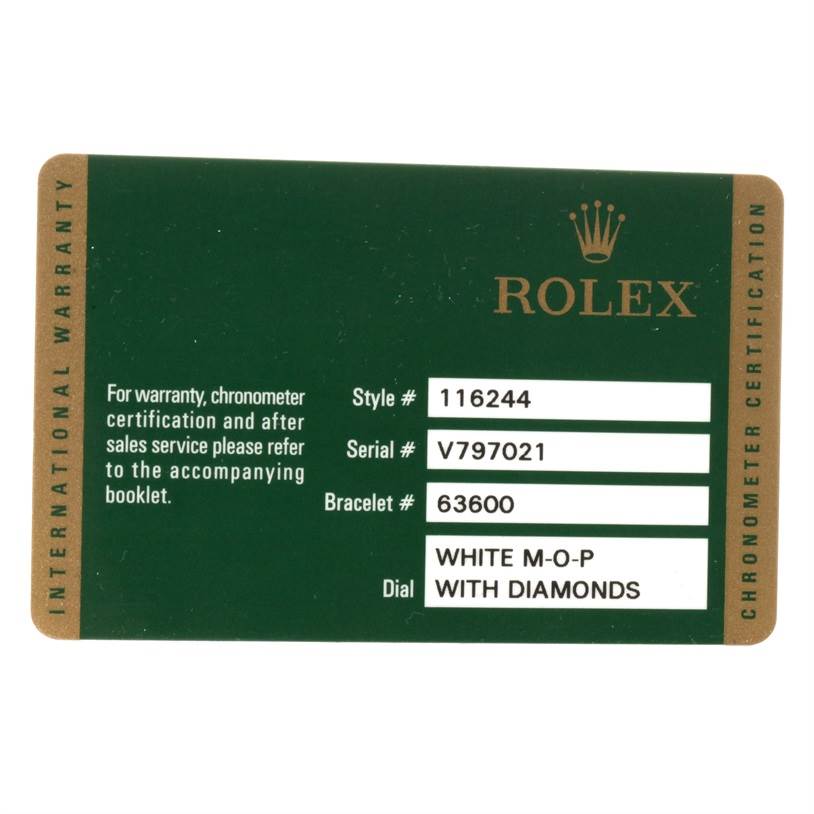 INTERNATIONAL WARRANTY
ROLEX
For warranty, chronometer
certification and after
sales service please refer
to the accompanying
booklet.
Style # 116244
Serial # V797021
Bracelet # 63600
Dial WHITE M-O-P
WITH DIAMONDS
CHRONOMETER CERTIFICATION